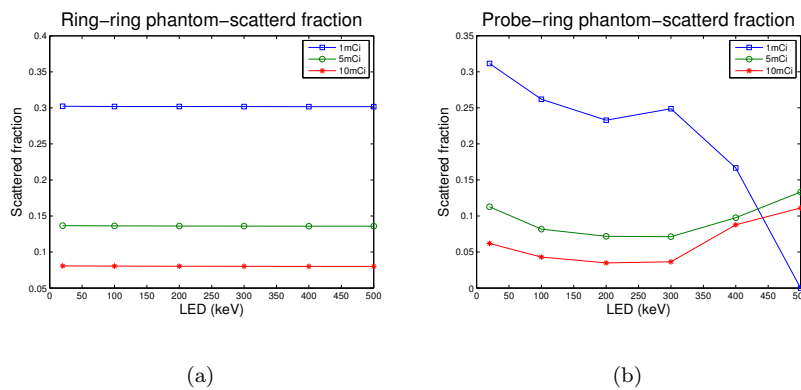 Ring−ring phantom−scatterd fraction
0.4
0.35
0.3
0.25
0.2
0.15
0.1
0.05
Scattered fraction
0 50 100 150 200 250 300 350 400 450 500
LED (keV)
1mCi
5mCi
10mCi
(a)
Probe−ring phantom−scatterd fraction
0.35
0.3
0.25
0.2
0.15
0.1
0.05
0
Scattered fraction
0 50 100 150 200 250 300 350 400 450 500
LED (keV)
1mCi
5mCi
10mCi
(b)